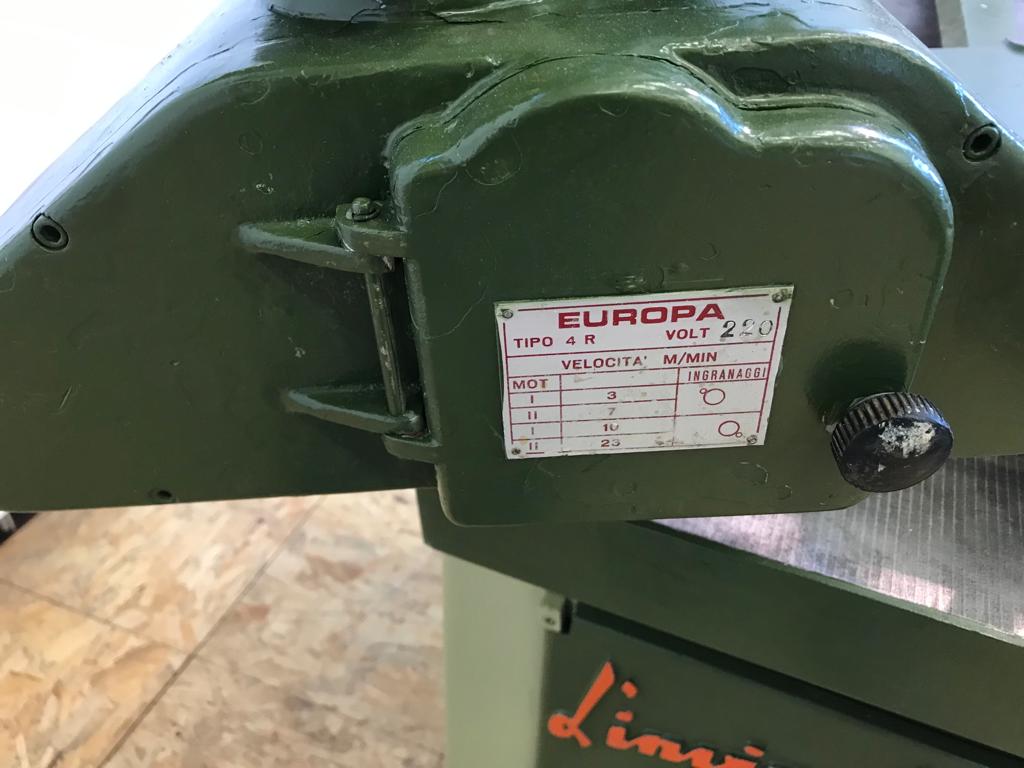 EUROPA
TIPO 4 R VOLT 220
VELOCITA' M/MIN
MOT INGRANAGGI
I 3
II 7
I 10
II 23